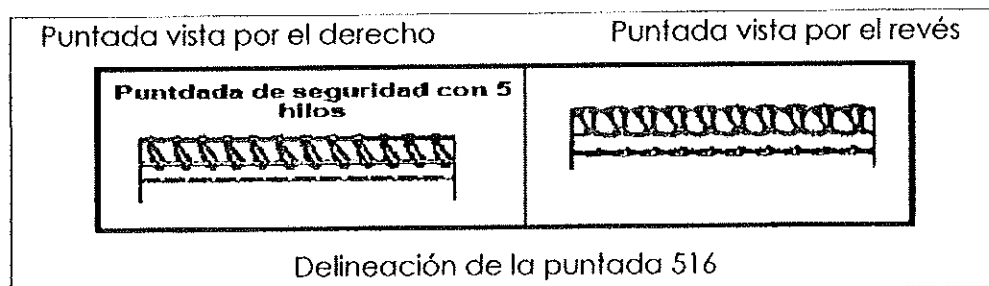 Puntada vista por el derecho
Puntada vista por el revés
Puntdada de seguridad con 5
hilos
Delineación de la puntada 516